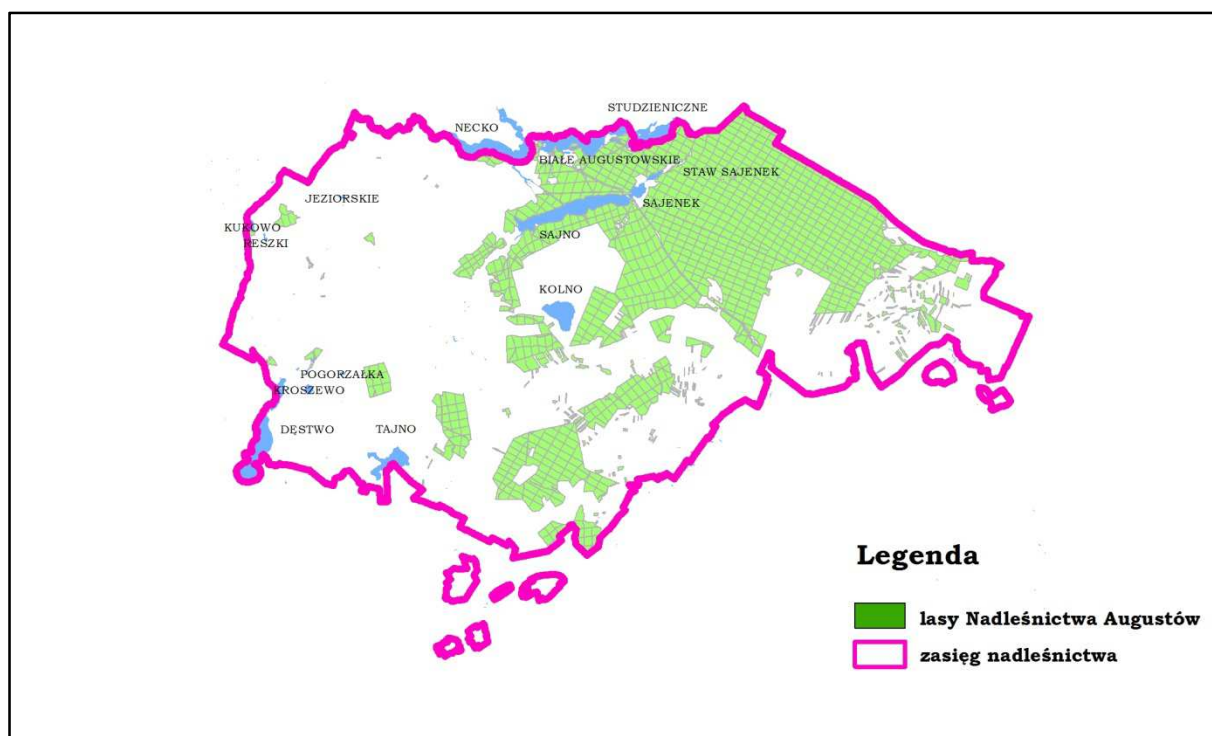 STUDZIENICZNE
NECKO
BIAŁE AUGUSTOWSKIE
STAW SAJENEK
JEZIORSKIE
SAJENEK
KUKOWO
RESZKI
SAJNO
KOLNO
POGORZAŁKA
KROSZEWO
DĘSTWO
TAJNO
Legenda
lasy Nadleśnictwa Augustów
zasięg nadleśnictwa